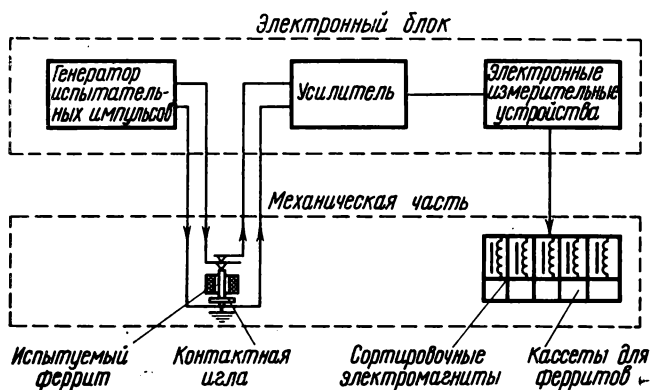 Электронный блок
Генератор
испытатель-
ных импульсов
Усилитель
Электронные
измерительные
устройства
Механическая часть
Испытуемый
феррит
Контактная
игла
Сортировочные
электромагниты
Кассеты для
ферритов